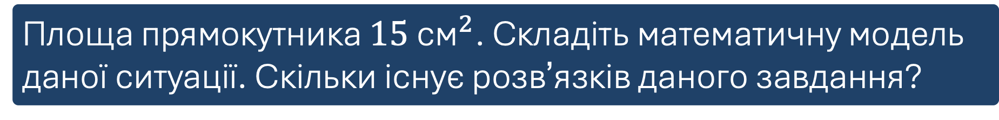 Площа прямокутника 15 см². Складіть математичну модель
даної ситуації. Скільки існує розв’язків даного завдання?